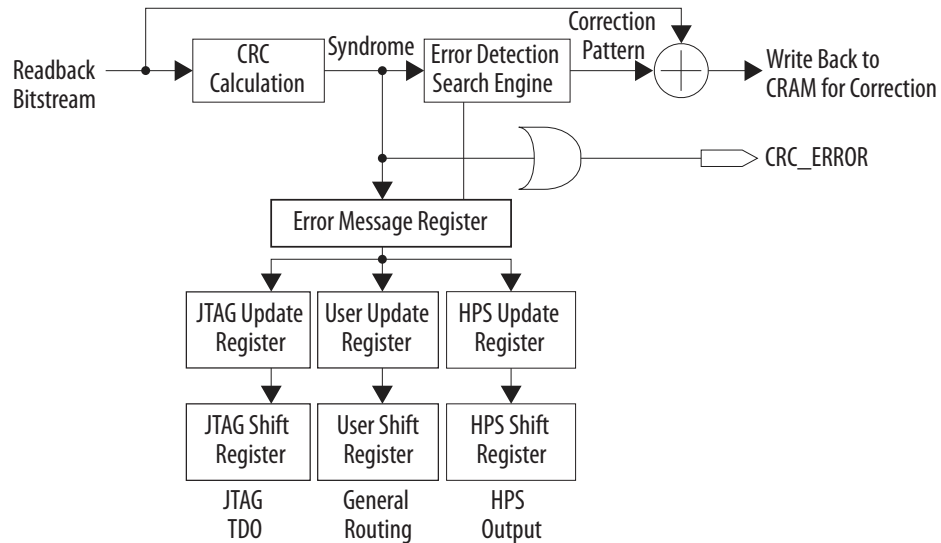 Readback
Bitstream
CRC
Calculation
Syndrome
Error Detection
Search Engine
Correction
Pattern
Write Back to
CRAM for Correction
CRC_ERROR
Error Message Register
JTAG Update
Register
User Update
Register
HPS Update
Register
JTAG Shift
Register
User Shift
Register
HPS Shift
Register
JTAG
TDO
General
Routing
HPS
Output